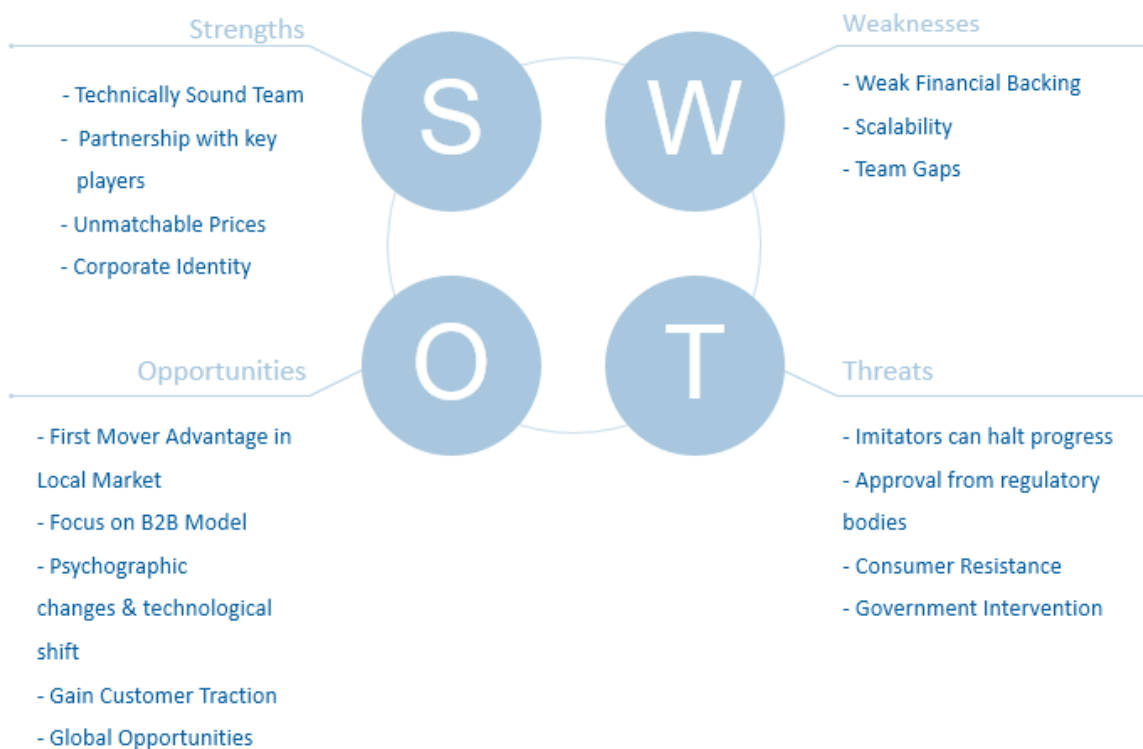 Strengths
- Technically Sound Team
- Partnership with key
players
- Unmatchable Prices
- Corporate Identity
S
W
Weaknesses
- Weak Financial Backing
- Scalability
- Team Gaps
Opportunities
- First Mover Advantage in
Local Market
- Focus on B2B Model
- Psychographic
changes & technological
shift
- Gain Customer Traction
- Global Opportunities
O
T
Threats
- Imitators can halt progress
- Approval from regulatory
bodies
- Consumer Resistance
- Government Intervention